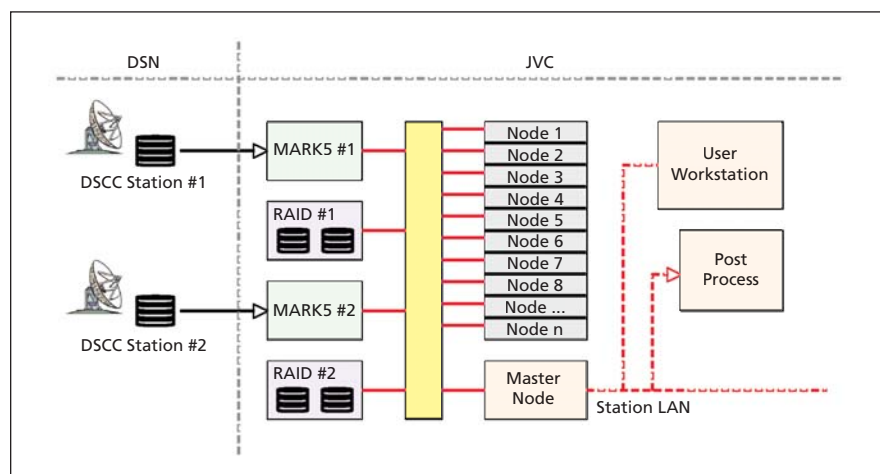 DSN
JVC
DSCC Station #1
MARK5 #1
RAID #1
DSCC Station #2
MARK5 #2
RAID #2
Node 1
Node 2
Node 3
Node 4
Node 5
Node 6
Node 7
Node 8
Node ...
Node n
Master
Node
User
Workstation
Post
Process
Station LAN